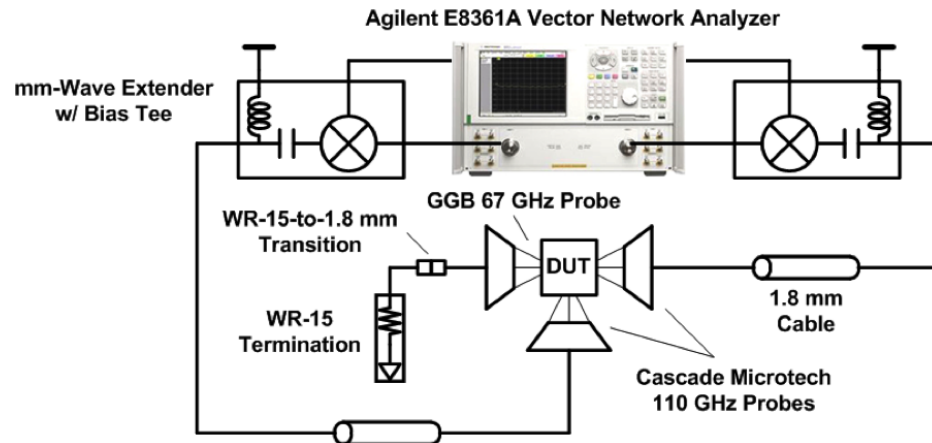 Agilent E8361A Vector Network Analyzer
mm-Wave Extender
w/ Bias Tee
GGB 67 GHz Probe
WR-15-to-1.8 mm
Transition
DUT
WR-15
Termination
1.8 mm
Cable
Cascade Microtech
110 GHz Probes